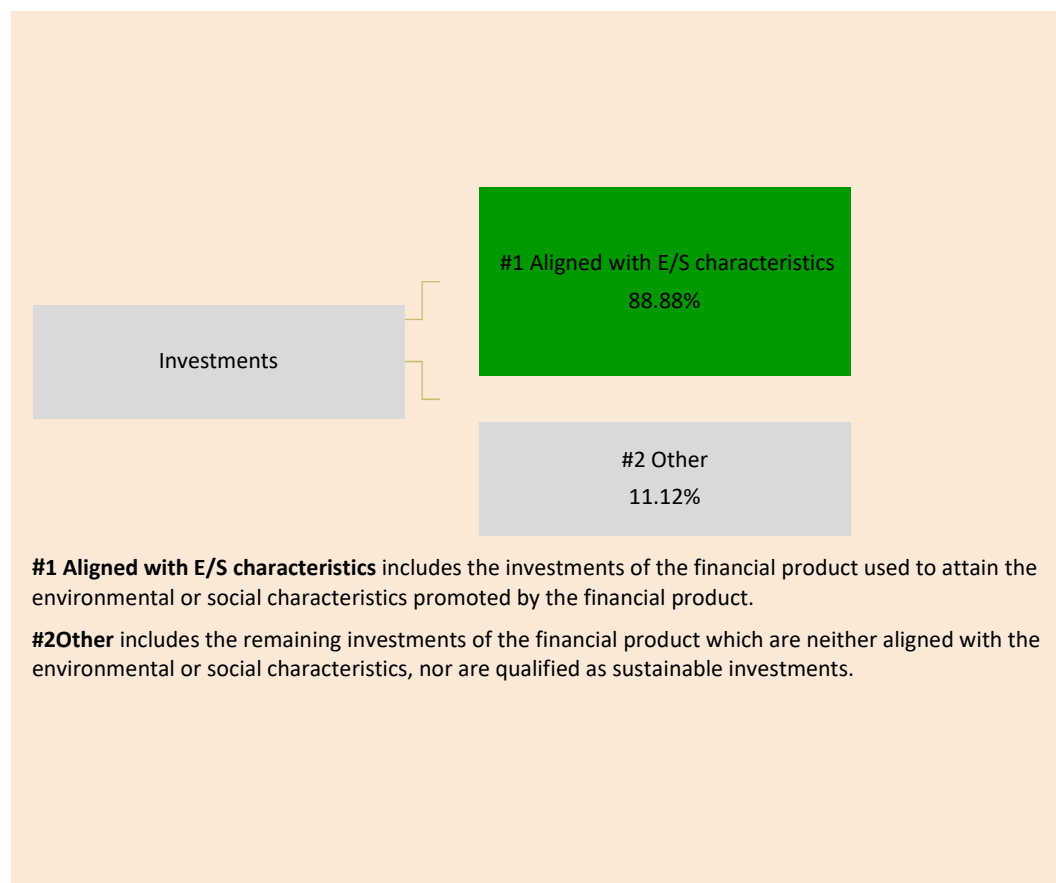 #1 Aligned with E/S characteristics
88.88%
Investments
#2 Other
11.12%
#1 Aligned with E/S characteristics includes the investments of the financial product used to attain the
environmental or social characteristics promoted by the financial product.
#2Other includes the remaining investments of the financial product which are neither aligned with the
environmental or social characteristics, nor are qualified as sustainable investments.